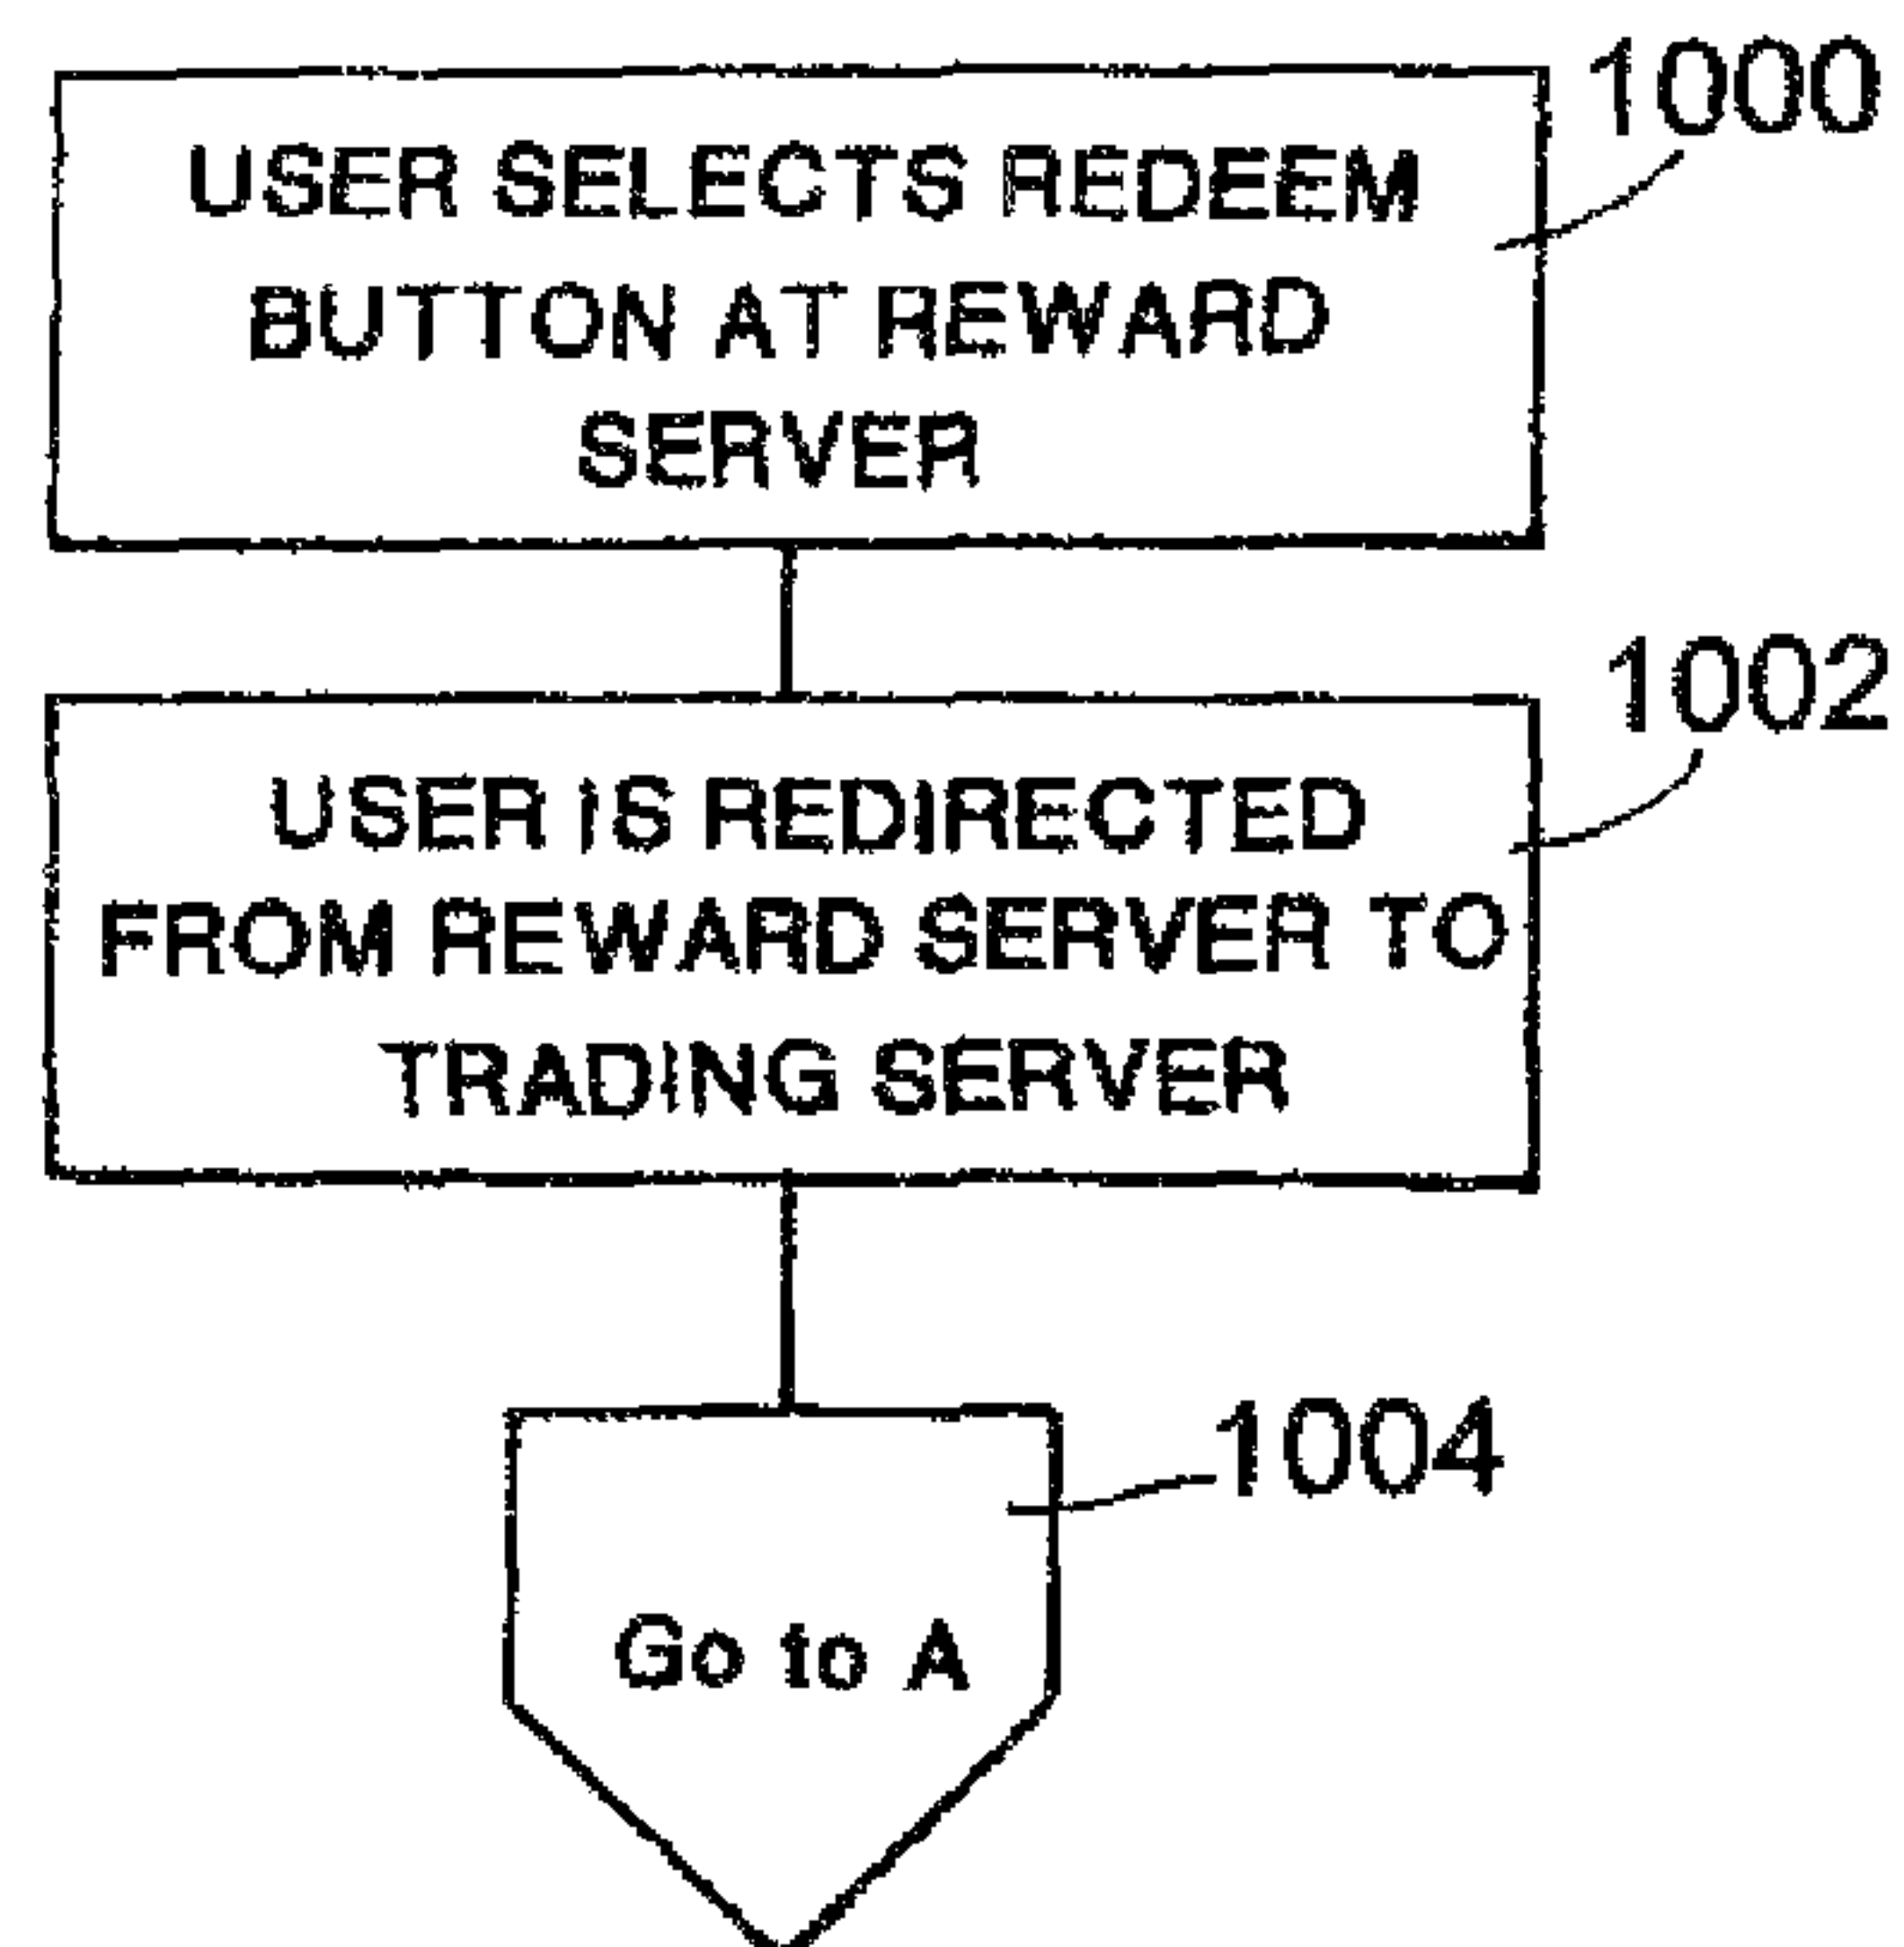 1000
USER SELECTS REDEEM
BUTTON AT REWARD
SERVER
1002
USER IS REDIRECTED
FROM REWARD SERVER TO
TRADING SERVER
1004
Go to A